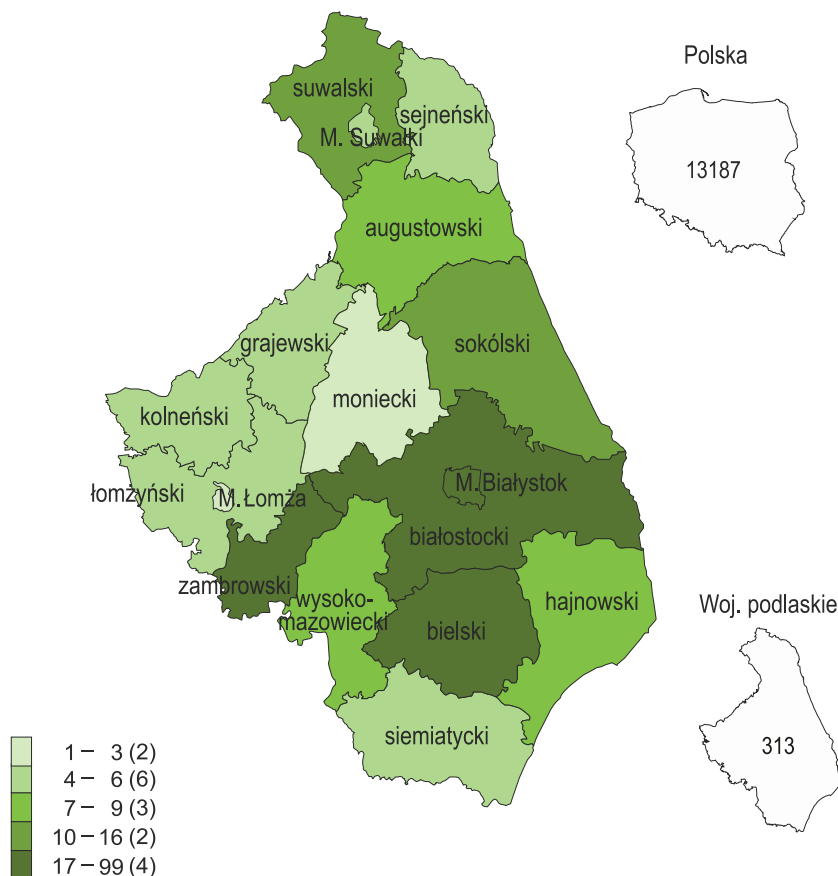 suwalski
M. Suwałki
sejneński
augustowski
grajewski
sokólski
moniecki
kolneński
łomżyński
M. Łomża
M. Białystok
białostocki
zambrowski
wysoko-
mazowiecki
bielski
hajnowski
siemiatycki
Polska
13187
Woj. podlaskie
313
1 – 3 (2)
4 – 6 (6)
7 – 9 (3)
10 – 16 (2)
17 – 99 (4)